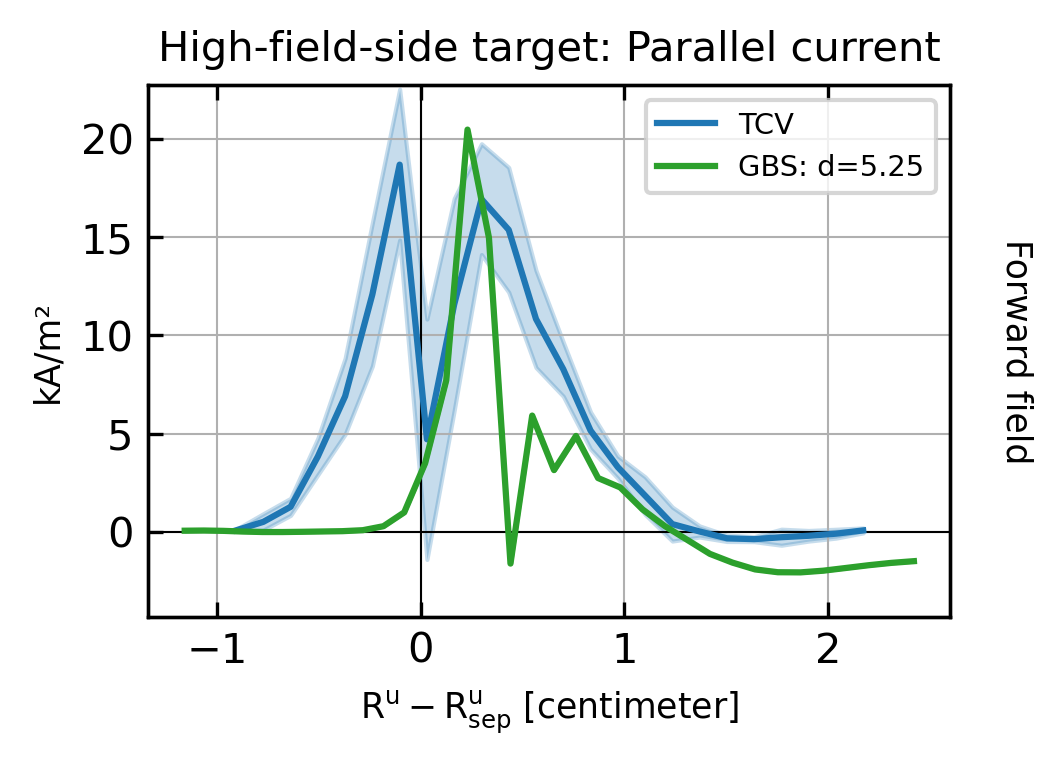 High-field-side target: Parallel current
TCV
GBS: d=5.25
20
15
10
5
0
kA/m²
−1
0
1
2
Rᵘ − Rᵘsep [centimeter]
Forward field